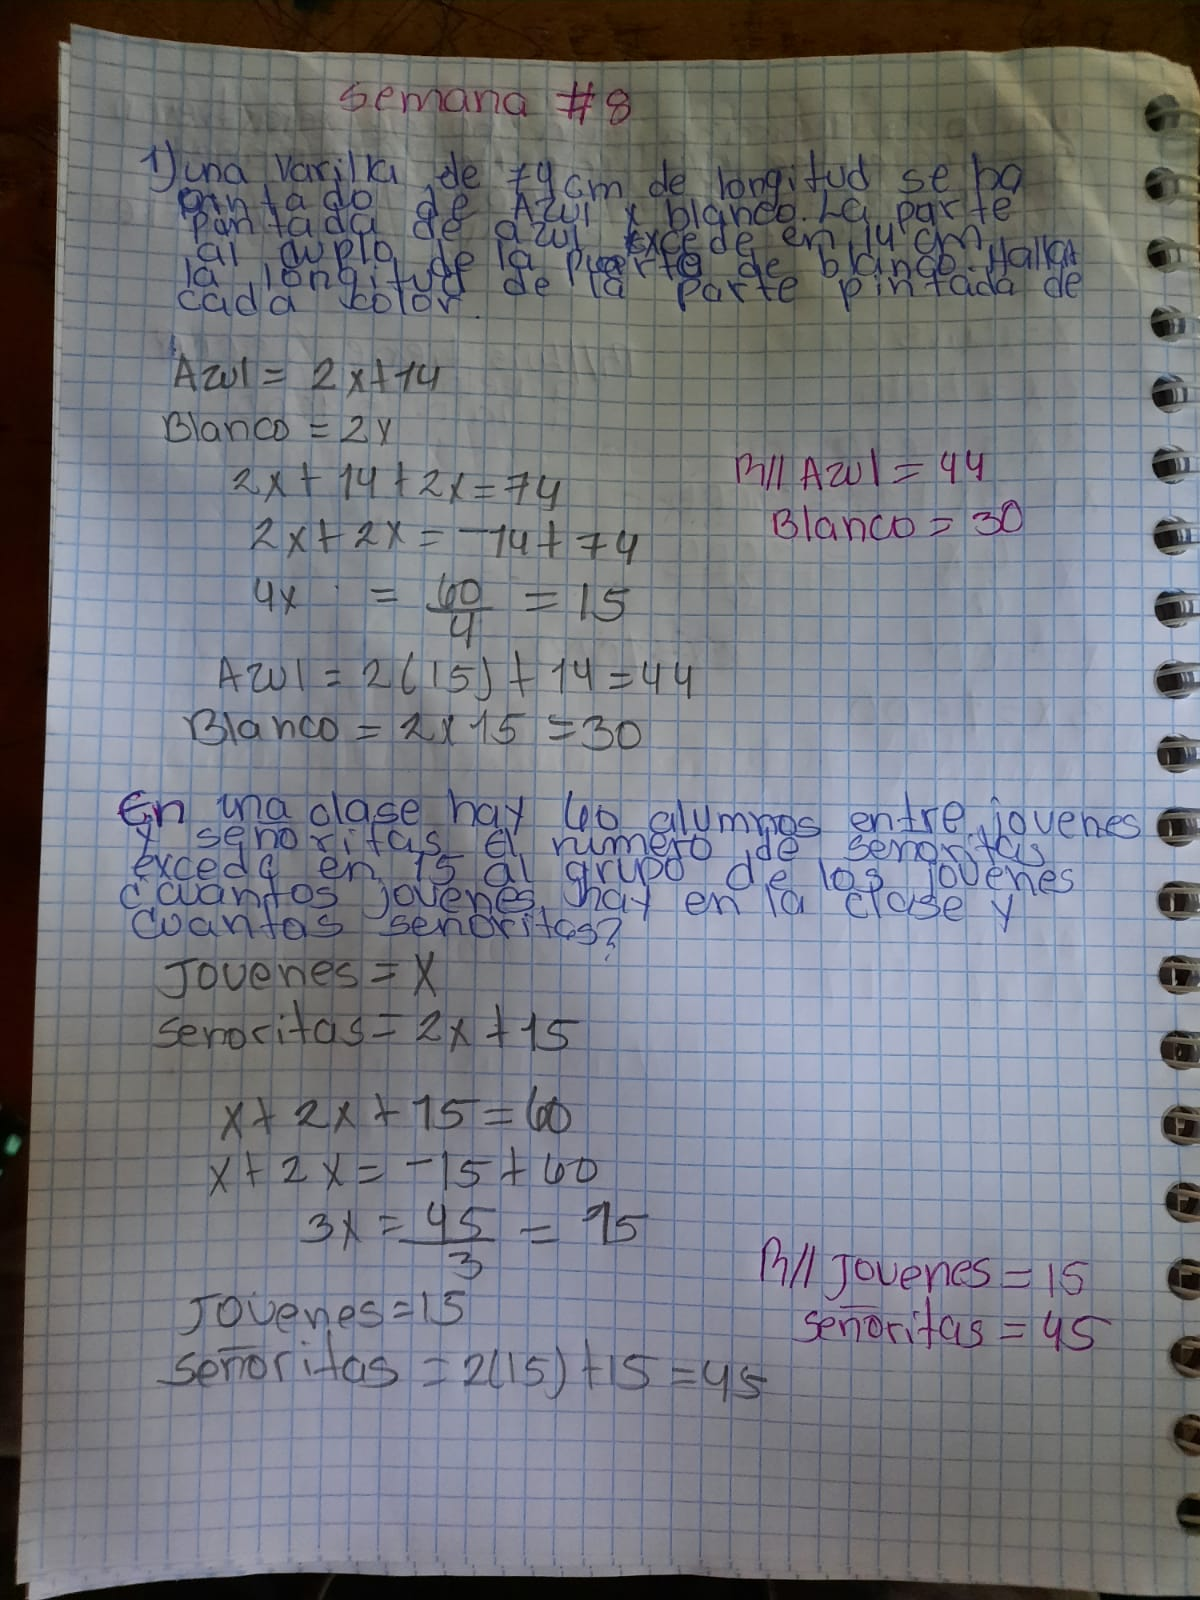 Semana #8
1) una varilla de 74 cm de longitud se ha
pintado de Azul y blanco. La parte
pintada de azul excede en 14 cm
al duplo de la parte de blanco. Hallar
la longitud de la parte pintada de
cada color.
Azul = 2x+14
Blanco = 2x
2x + 14 + 2x = 74
R// Azul = 44
2x + 2x = -14 + 74
Blanco = 30
4x = 60/4 = 15
Azul = 2(15) + 14 = 44
Blanco = 2x15 = 30
En una clase hay 60 alumnos entre jovenes
y señoritas el numero de señoritas
exceda en 15 al grupo de los jovenes
cauantos jovenes hay en la clase y
cuantas señoritas?
Jovenes = x
señoritas = 2x + 15
x + 2x + 15 = 60
x + 2x = -15 + 60
3x = 45/3 = 15
R// Jovenes = 15
Jovenes = 15
señoritas = 45
señoritas = 2(15) + 15 = 45